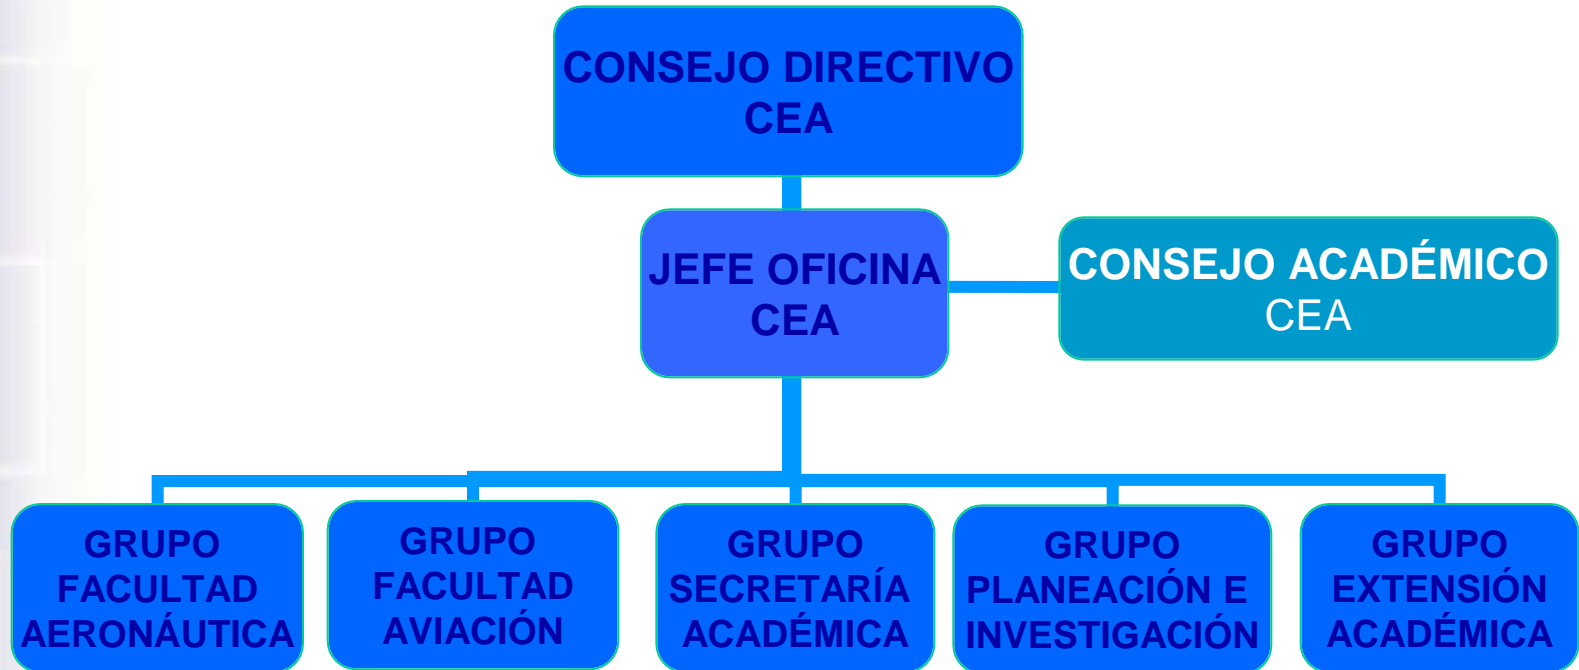 CONSEJO DIRECTIVO
CEA
JEFE OFICINA
CEA
CONSEJO ACADÉMICO
CEA
GRUPO
FACULTAD
AERONÁUTICA
GRUPO
FACULTAD
AVIACIÓN
GRUPO
SECRETARÍA
ACADÉMICA
GRUPO
PLANEACIÓN E
INVESTIGACIÓN
GRUPO
EXTENSIÓN
ACADÉMICA